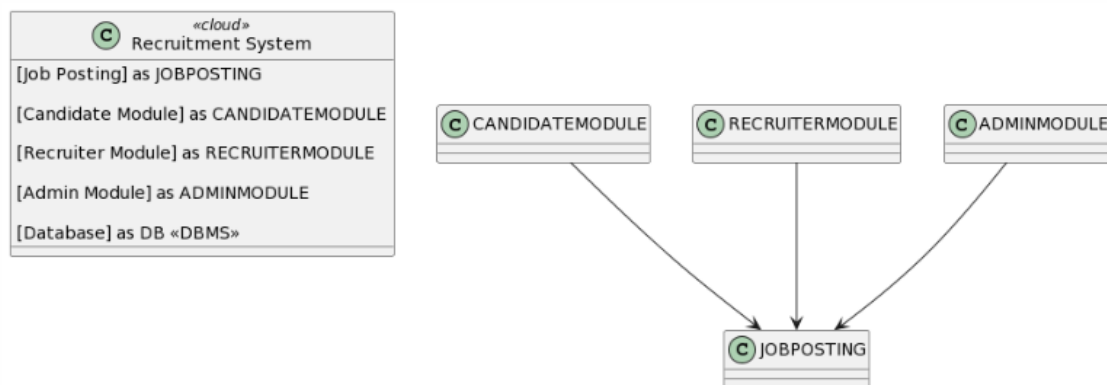 «cloud»
C Recruitment System
[Job Posting] as JOBPOSTING
[Candidate Module] as CANDIDATEMODULE
[Recruiter Module] as RECRUITERMODULE
[Admin Module] as ADMINMODULE
[Database] as DB «DBMS»
C CANDIDATEMODULE
C RECRUITERMODULE
C ADMINMODULE
C JOBPOSTING